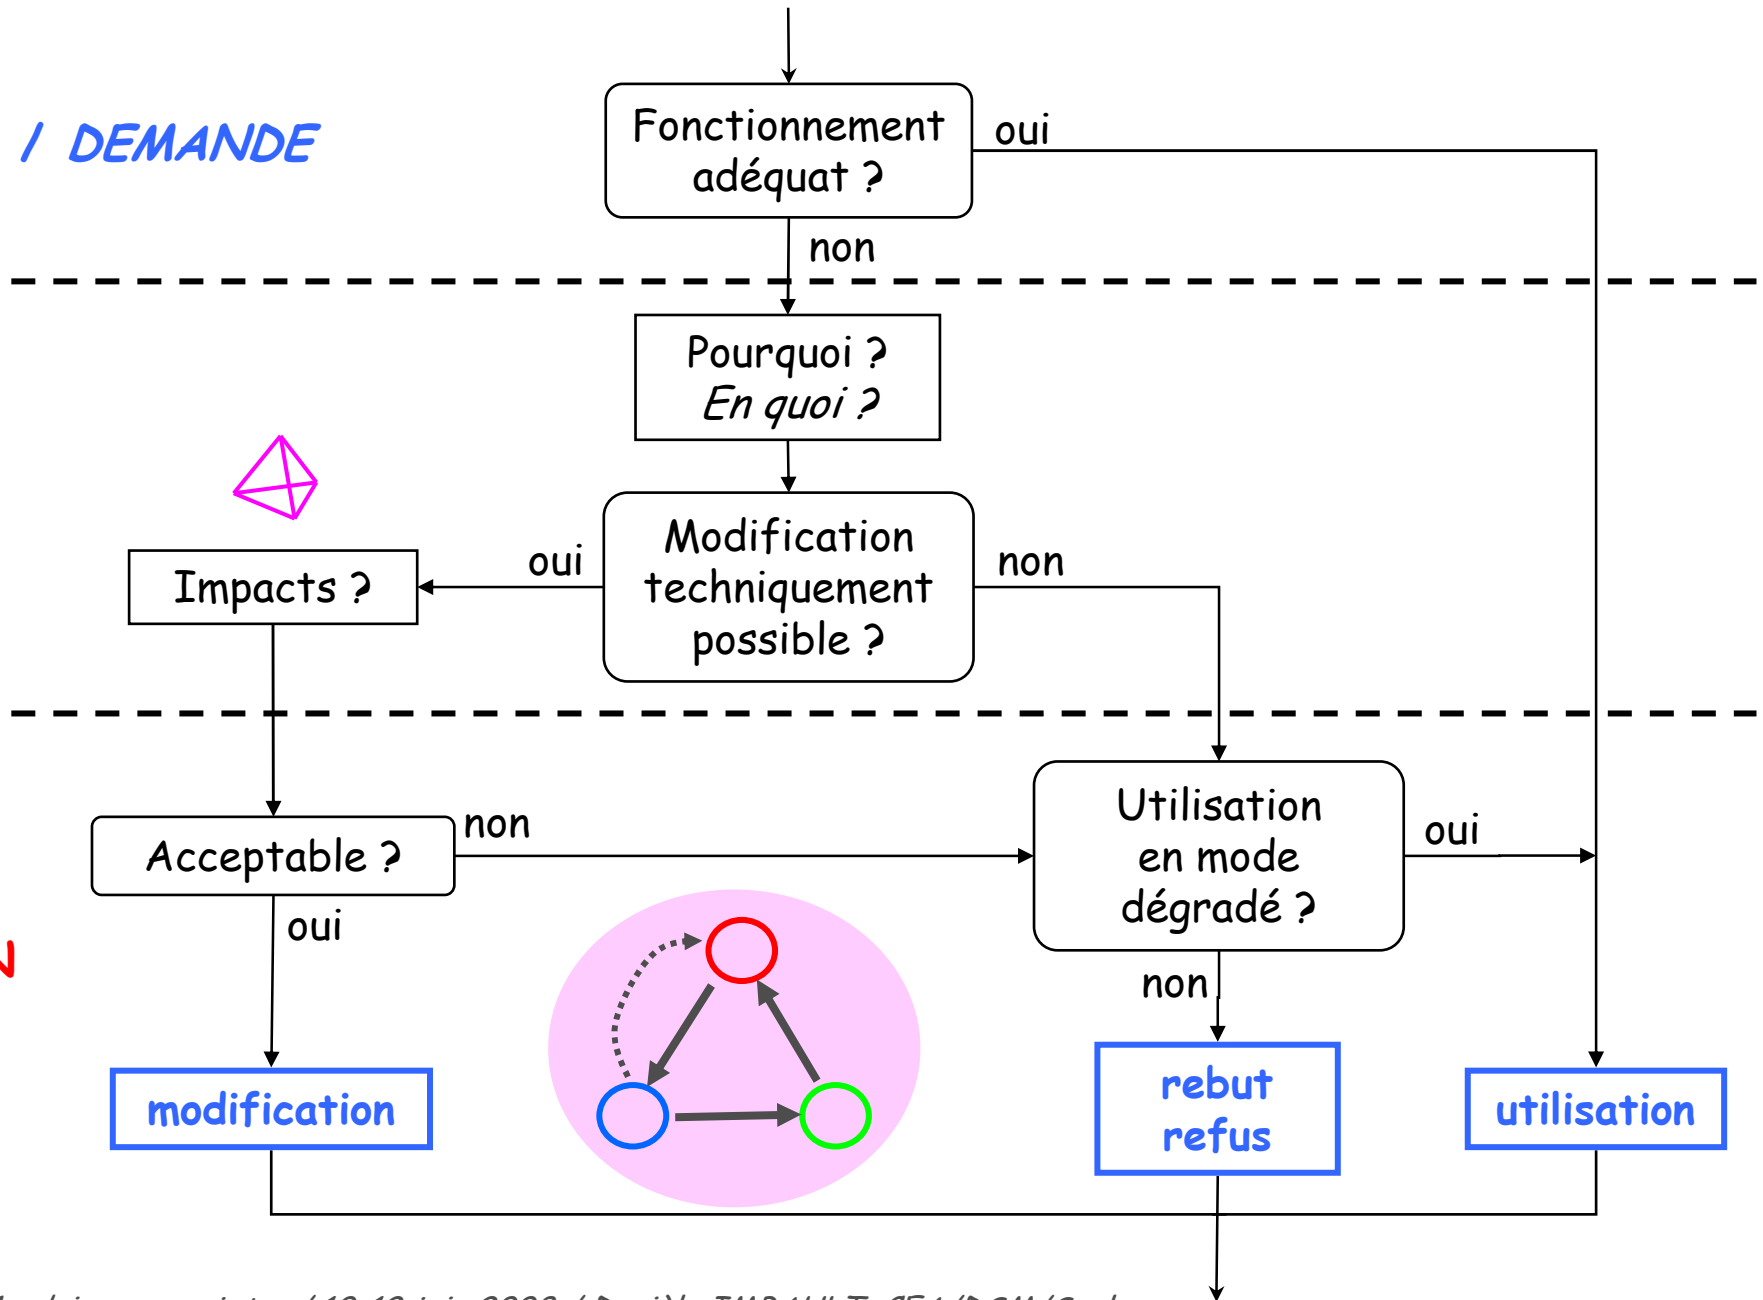 Fonctionnement
adéquat ?
oui
/ DEMANDE
non
Pourquoi ?
En quoi ?
Modification
techniquement
possible ?
oui
non
Impacts ?
Utilisation
en mode
dégradé ?
oui
non
Acceptable ?
non
oui
modification
rebut
refus
utilisation